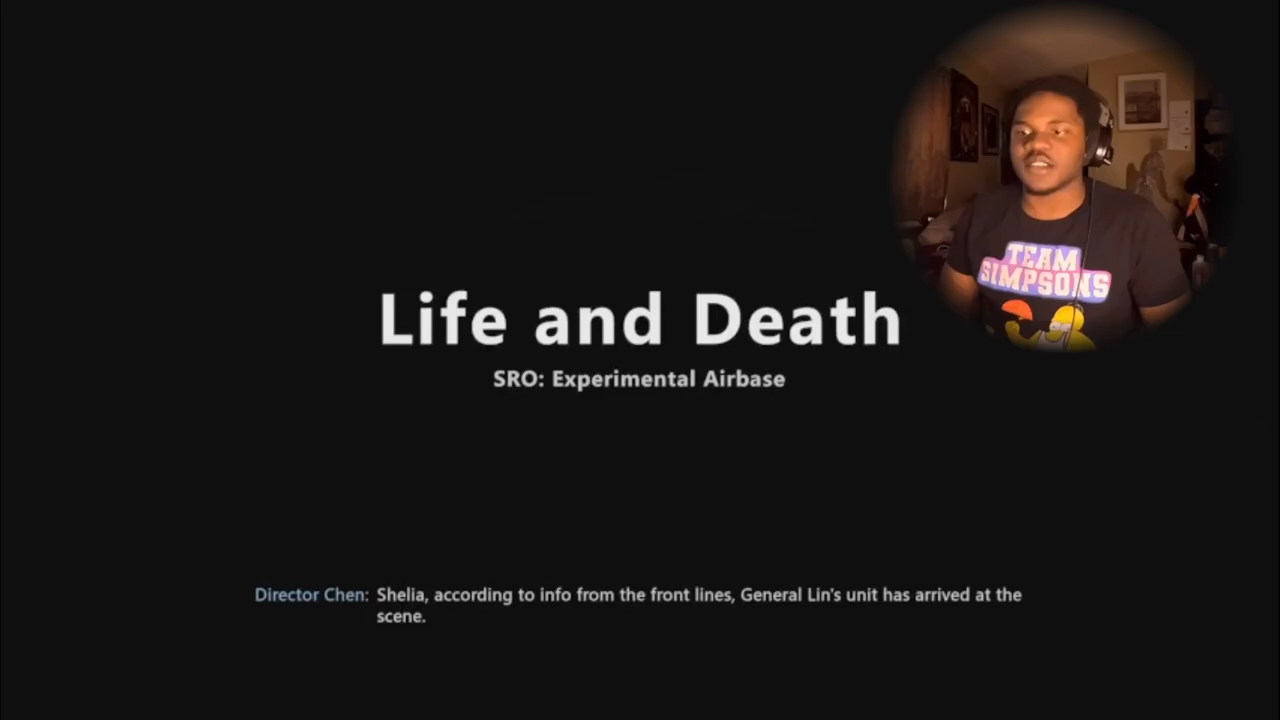 TEAM
SIMPSONS
Life and Death
SRO: Experimental Airbase
Director Chen: Shelia, according to info from the front lines, General Lin's unit has arrived at the
scene.